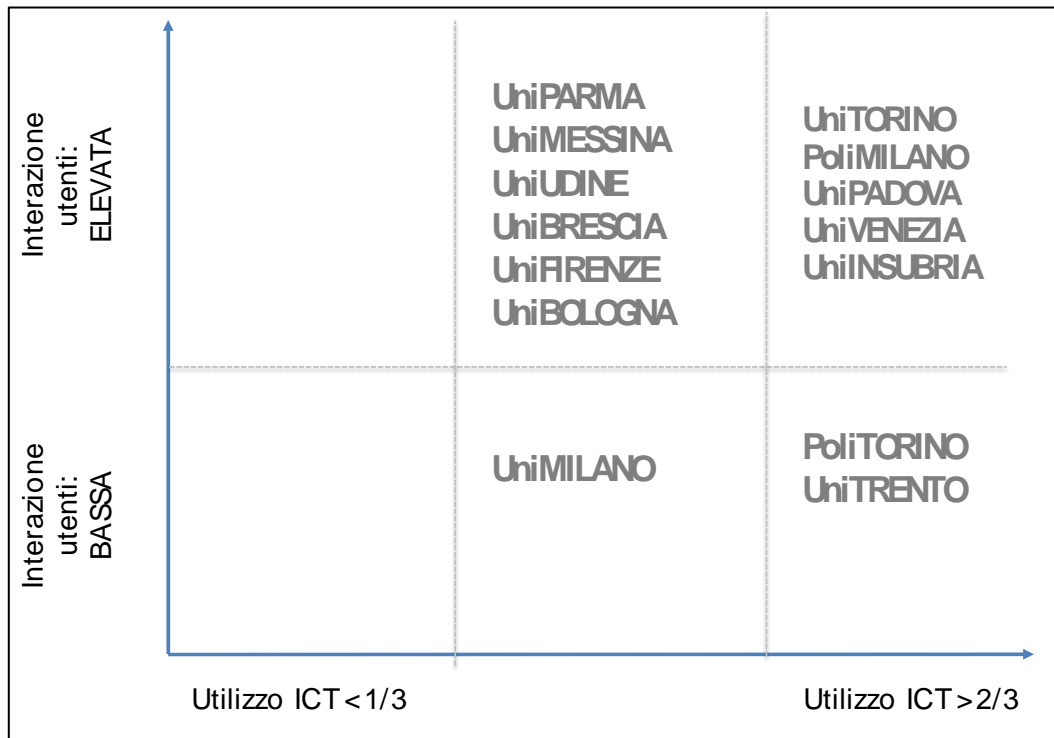 Interazione
utenti:
ELEVATA
UniPARMA
UniMESSINA
UniUDINE
UniBRESCIA
UniFIRENZE
UniBOLOGNA
UniTORINO
PoliMILANO
UniPADOVA
UniVENEZIA
UniINSUBRIA
Interazione
utenti:
BASSA
UniMILANO
PoliTORINO
UniTRENTO
Utilizzo ICT < 1/3
Utilizzo ICT > 2/3